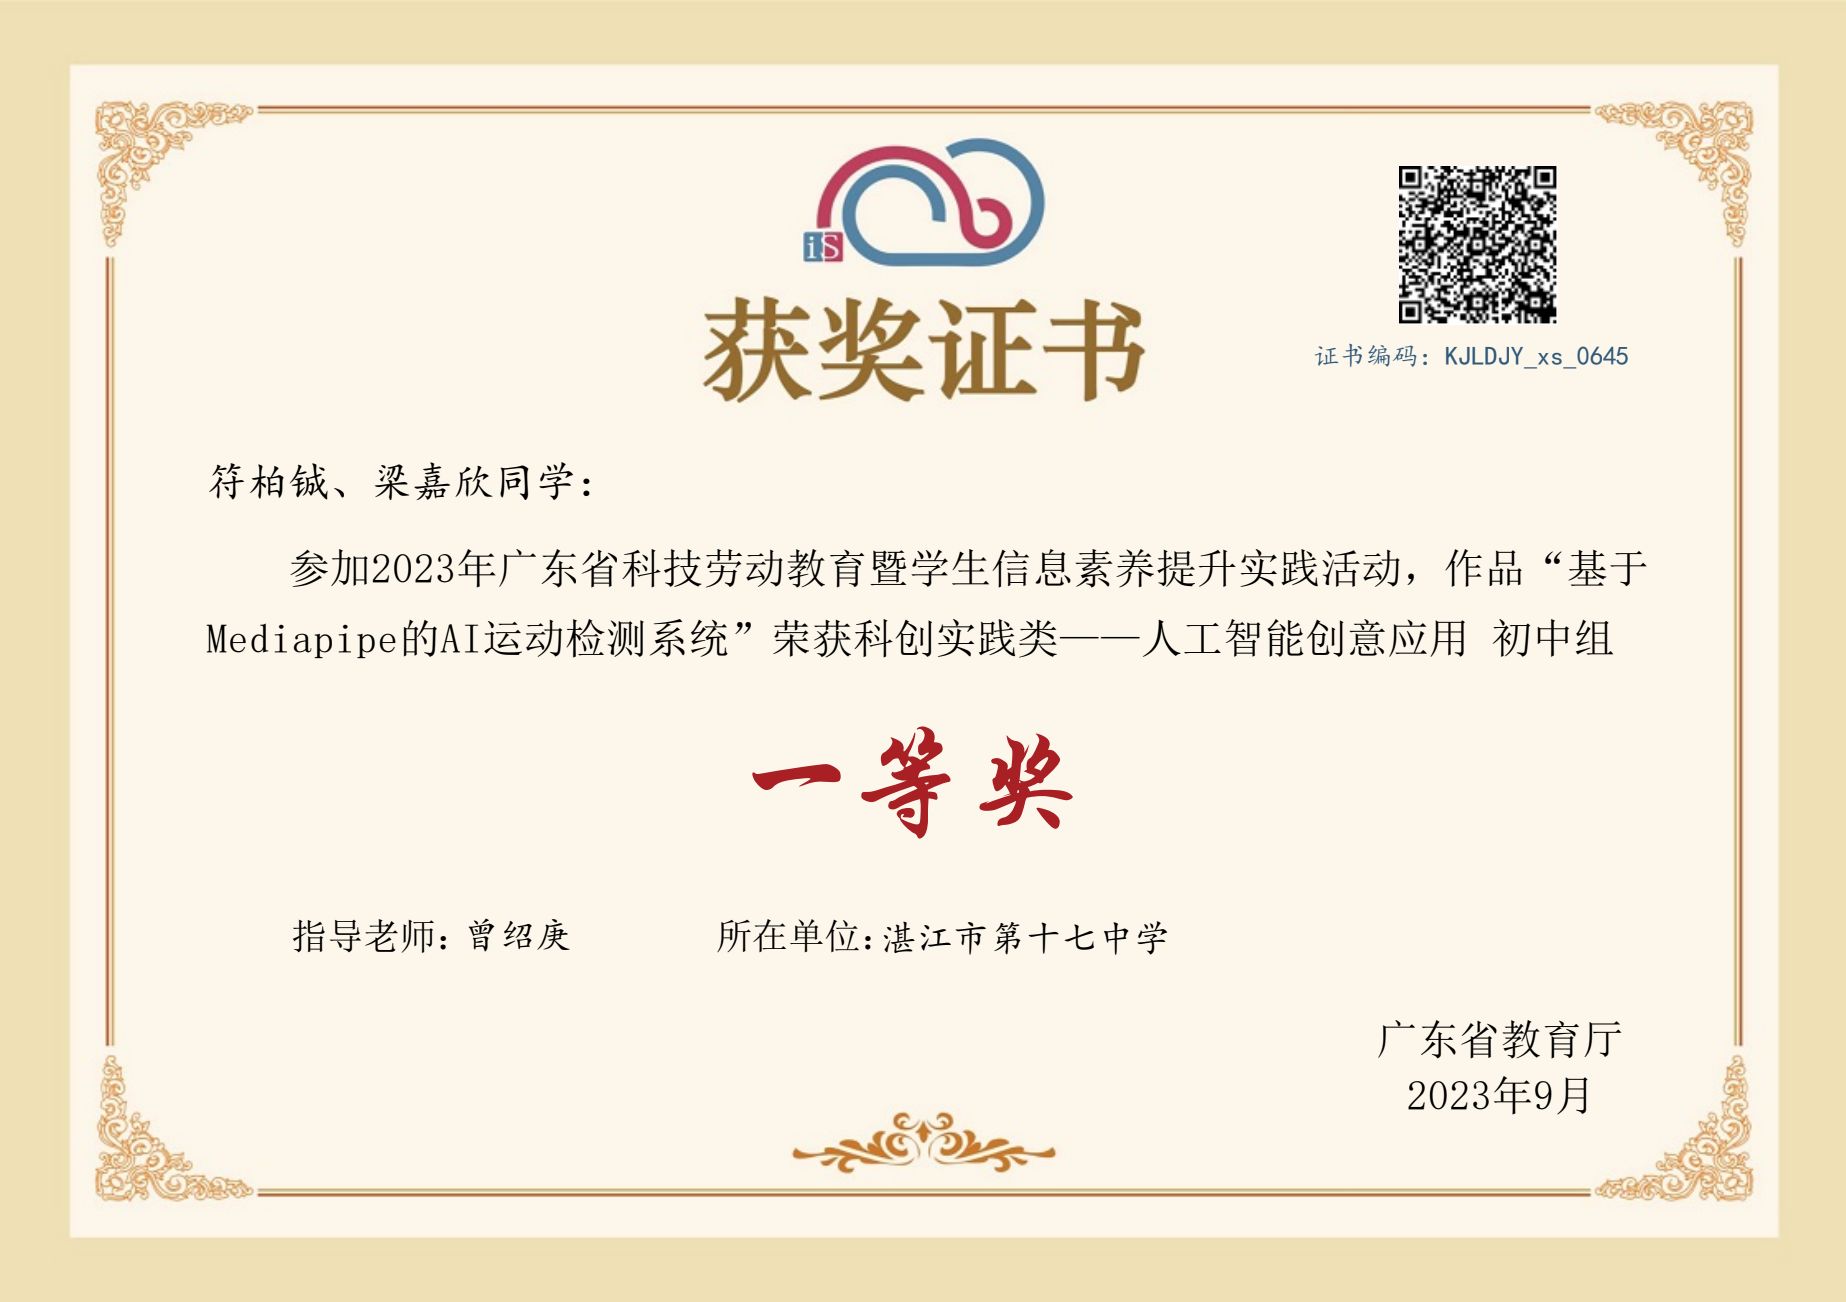 iS
获奖证书
证书编码：KJLDJY_xs_0645
符柏铖、梁嘉欣同学：
参加2023年广东省科技劳动教育暨学生信息素养提升实践活动，作品“基于
Mediapipe的AI运动检测系统”荣获科创实践类——人工智能创意应用 初中组
一等奖
指导老师：曾绍庚 所在单位：湛江市第十七中学
广东省教育厅
2023年9月